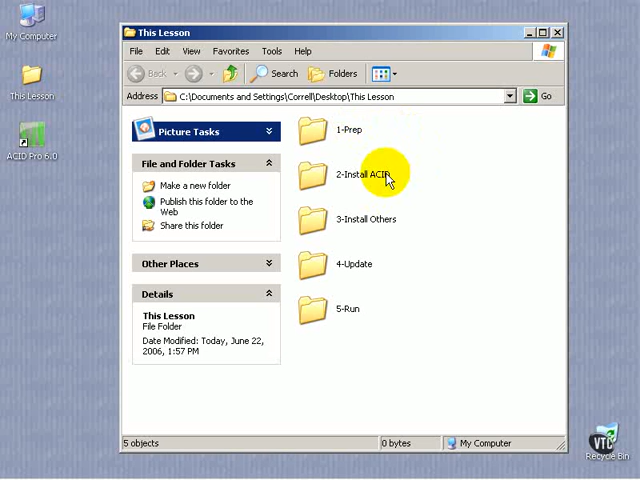 My Computer
This Lesson
ACID Pro 6.0
This Lesson
File Edit View Favorites Tools Help
Back Search Folders
Address C:\Documents and Settings\Correll\Desktop\This Lesson Go
Picture Tasks
File and Folder Tasks
Make a new folder
Publish this folder to the
Web
Share this folder
Other Places
Details
This Lesson
File Folder
Date Modified: Today, June 22,
2006, 1:57 PM
1-Prep
2-Install ACID
3-Install Others
4-Update
5-Run
5 objects 0 bytes My Computer
VTC
Recycle Bin